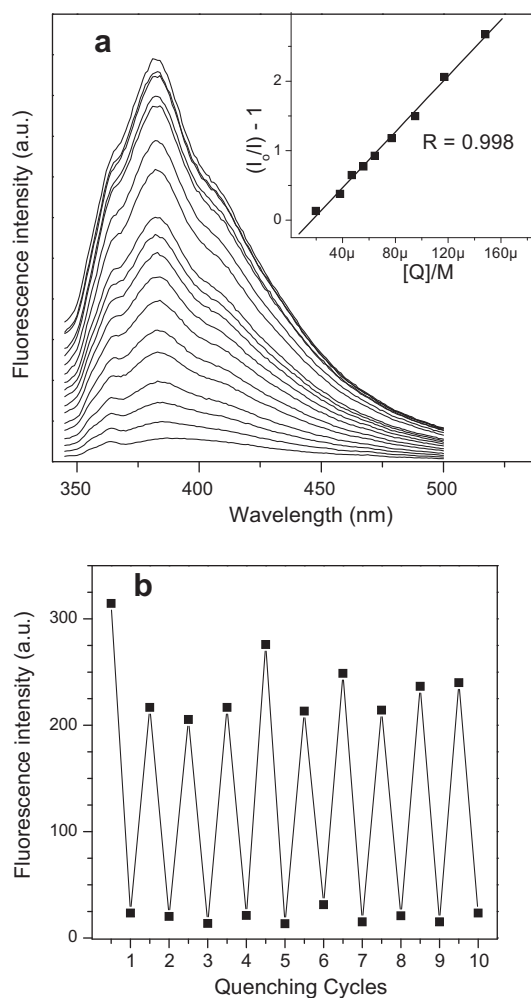 a
Fluorescence intensity (a.u.)
350 400 450 500
Wavelength (nm)
(I₀/I) - 1
2
1
0
R = 0.998
40µ 80µ 120µ 160µ
[Q]/M
b
Fluorescence intensity (a.u.)
300
200
100
0
1 2 3 4 5 6 7 8 9 10
Quenching Cycles